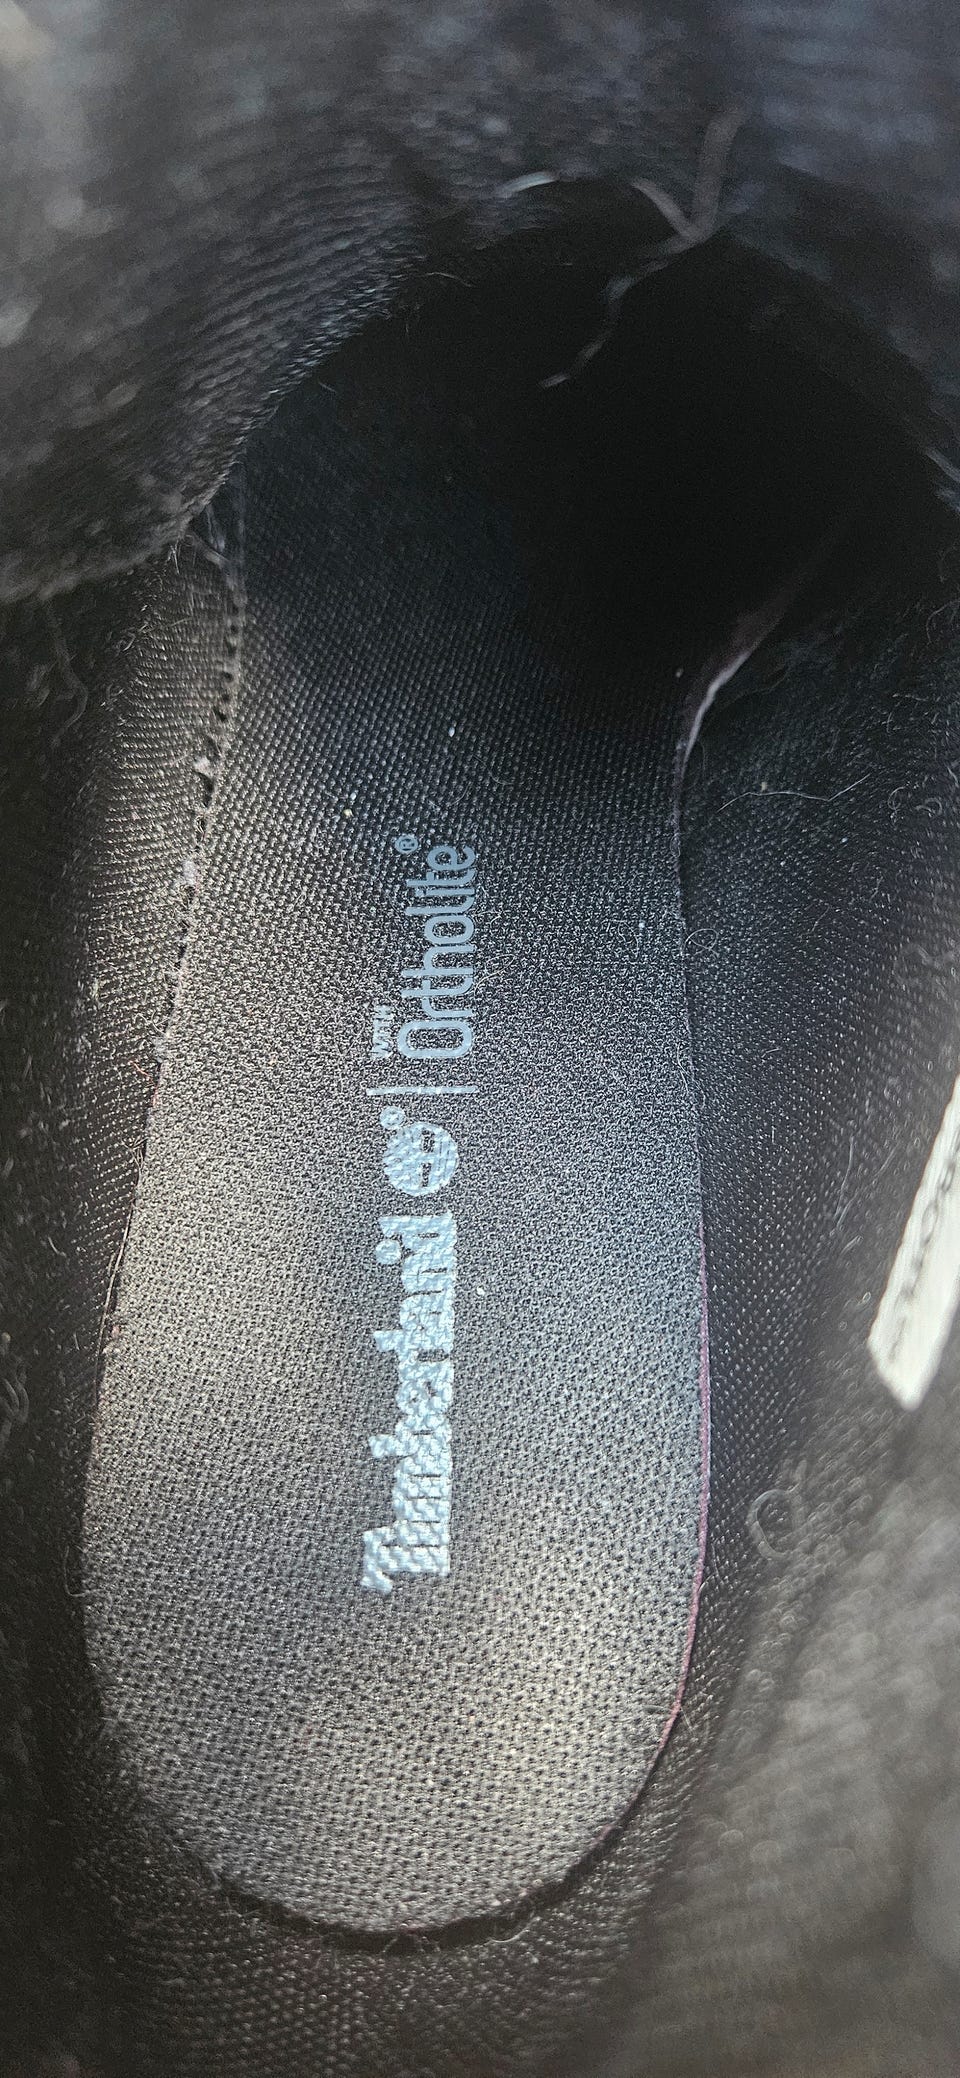 Timberland ® | WITH
Ortholite ®